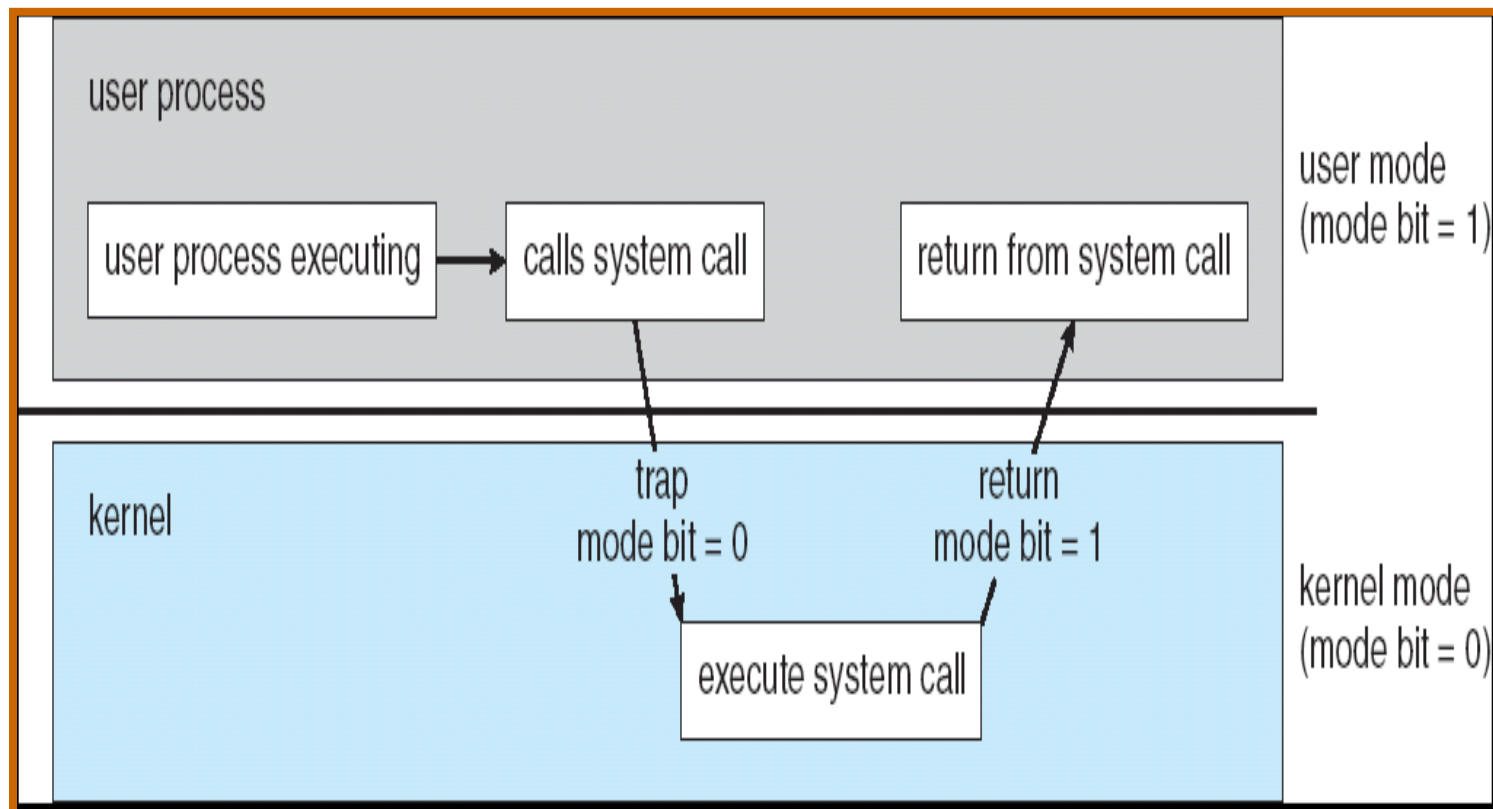 user process
user process executing
calls system call
return from system call
user mode
(mode bit = 1)
kernel
trap
mode bit = 0
return
mode bit = 1
execute system call
kernel mode
(mode bit = 0)